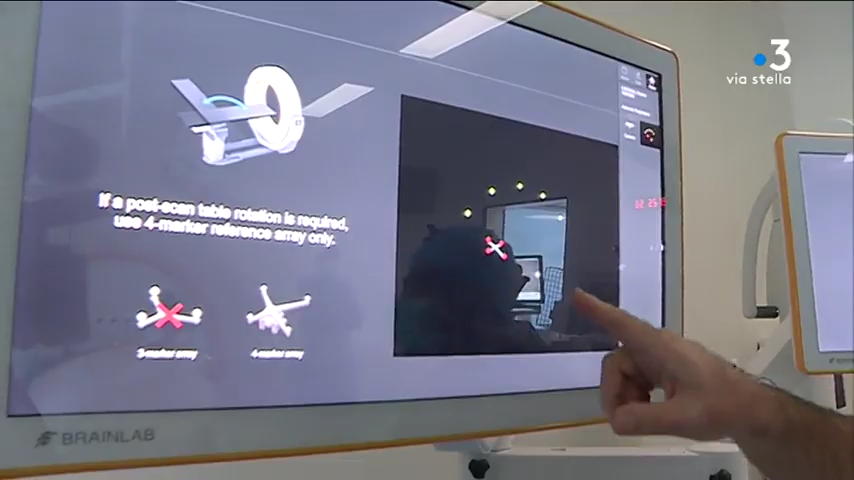 3
via stella
If a post-scan table rotation is required,
use 4-marker reference array only.
3-marker array
4-marker array
BRAINLAB